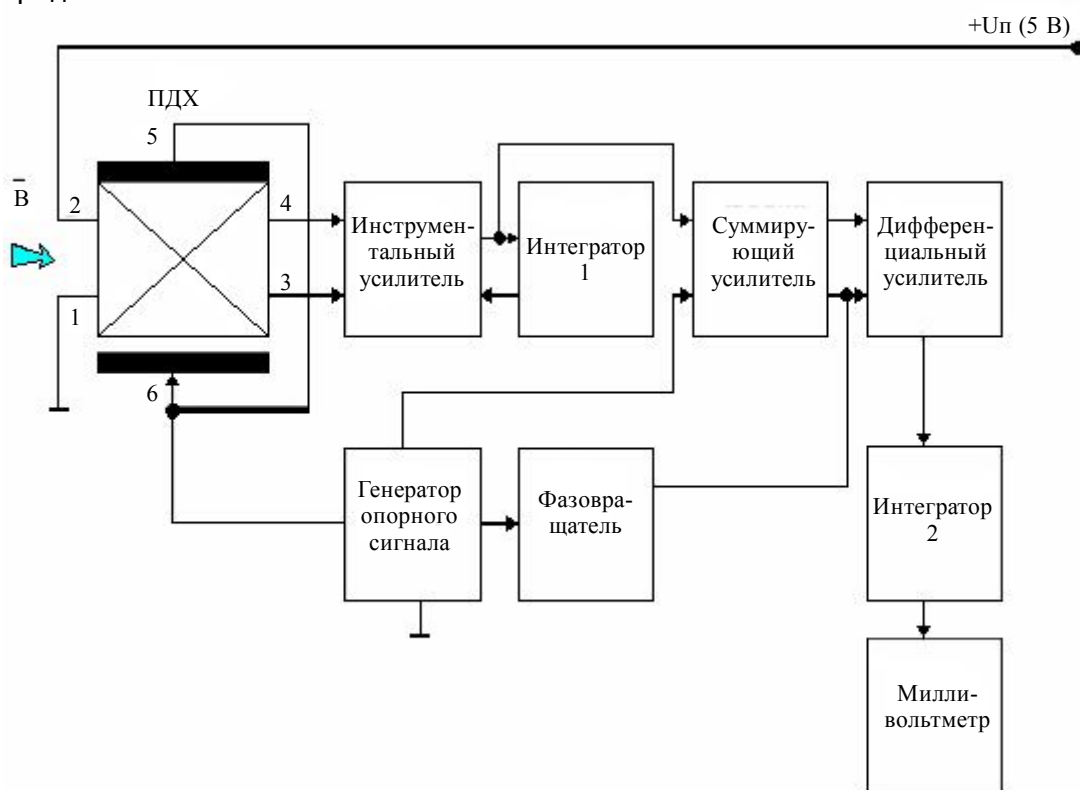 +Uп (5 В)
ПДХ
5
B
2
4
3
1
6
Инструмен-
тальный
усилитель
Интегратор
1
Суммиру-
ющий
усилитель
Дифферен-
циальный
усилитель
Генератор
опорного
сигнала
Фазовра-
щатель
Интегратор
2
Милли-
вольтметр